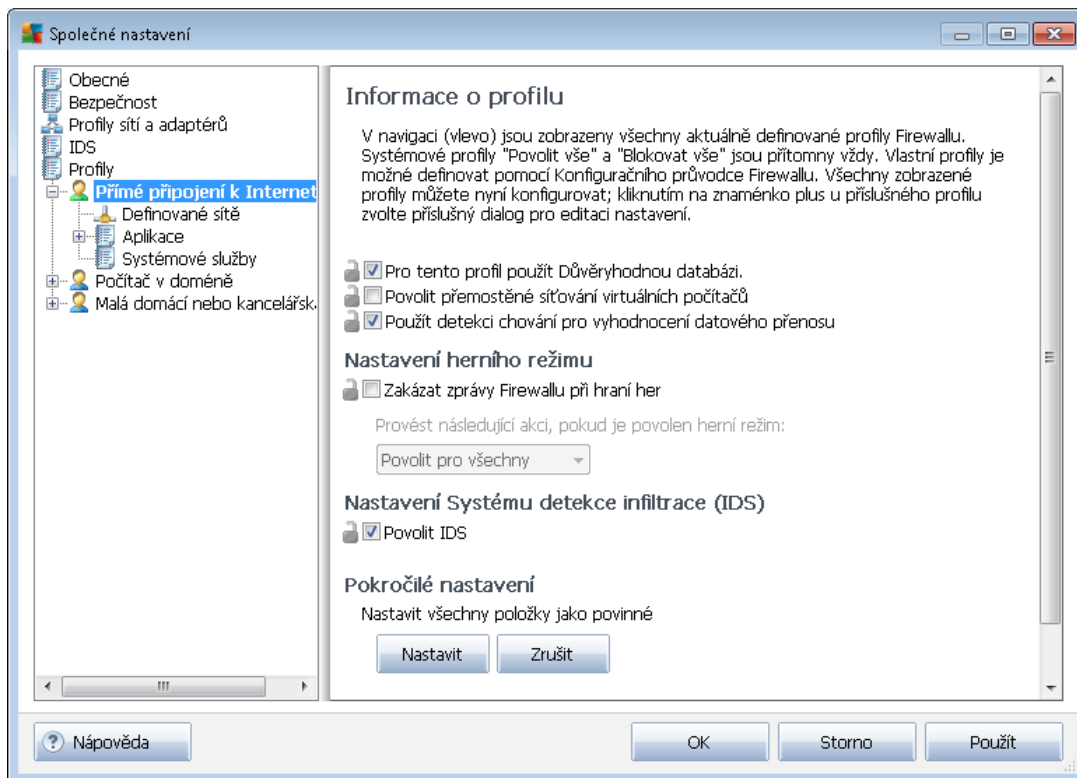 Společné nastavení
Obecné
Bezpečnost
Profily sítí a adaptérů
IDS
Profily
Přímé připojení k Internet
Definované sítě
Aplikace
Systémové služby
Počítač v doméně
Malá domácí nebo kancelářsk
Informace o profilu
V navigaci (vlevo) jsou zobrazeny všechny aktuálně definované profily Firewallu.
Systémové profily "Povolit vše" a "Blokovat vše" jsou přítomny vždy. Vlastní profily je
možné definovat pomocí Konfiguračního průvodce Firewallu. Všechny zobrazené
profily můžete nyní konfigurovat; kliknutím na znaménko plus u příslušného profilu
zvolte příslušný dialog pro editaci nastavení.
Pro tento profil použít Důvěryhodnou databázi.
Povolit přemostěné síťování virtuálních počítačů
Použít detekci chování pro vyhodnocení datového přenosu
Nastavení herního režimu
Zakázat zprávy Firewallu při hraní her
Provést následující akci, pokud je povolen herní režim:
Povolit pro všechny
Nastavení Systému detekce infiltrace (IDS)
Povolit IDS
Pokročilé nastavení
Nastavit všechny položky jako povinné
Nastavit
Zrušit
Nápověda
OK
Storno
Použít